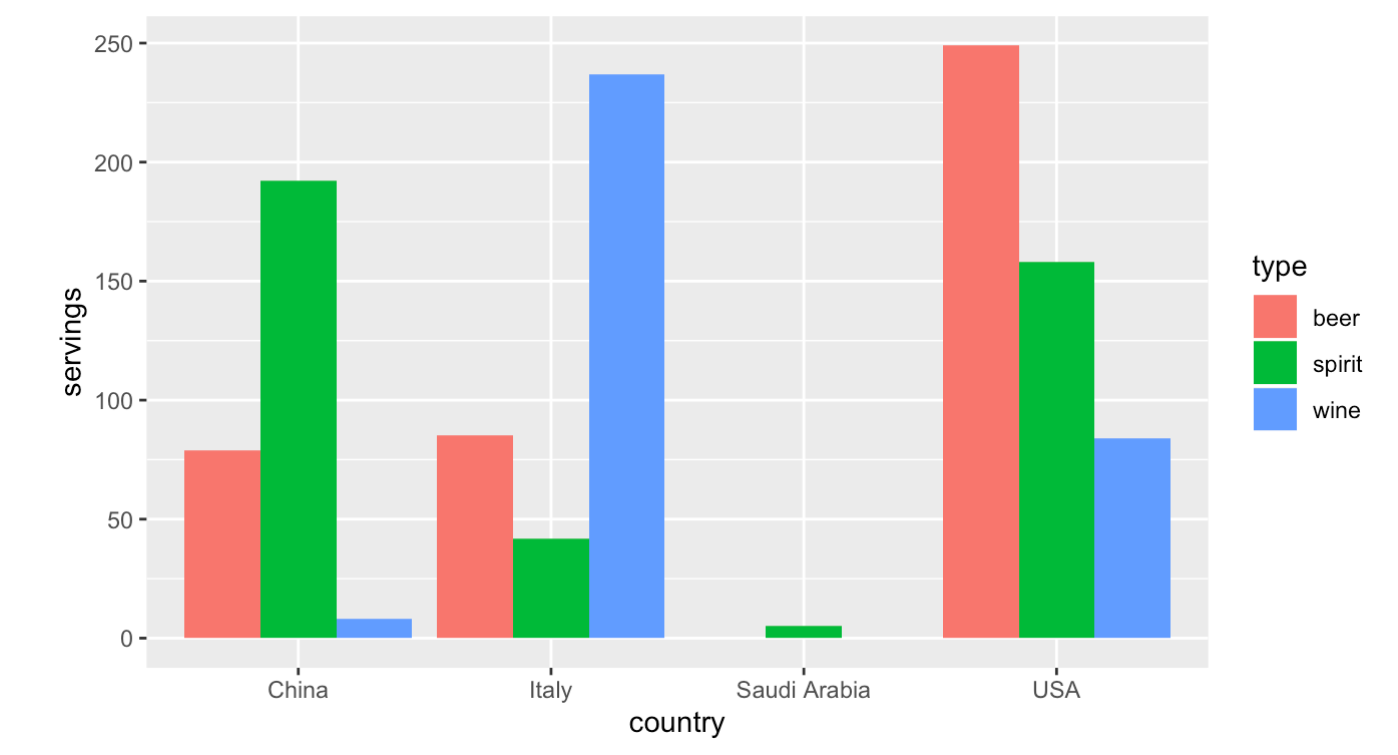 servings
250
200
150
100
50
0
China Italy Saudi Arabia USA
country
type
beer
spirit
wine